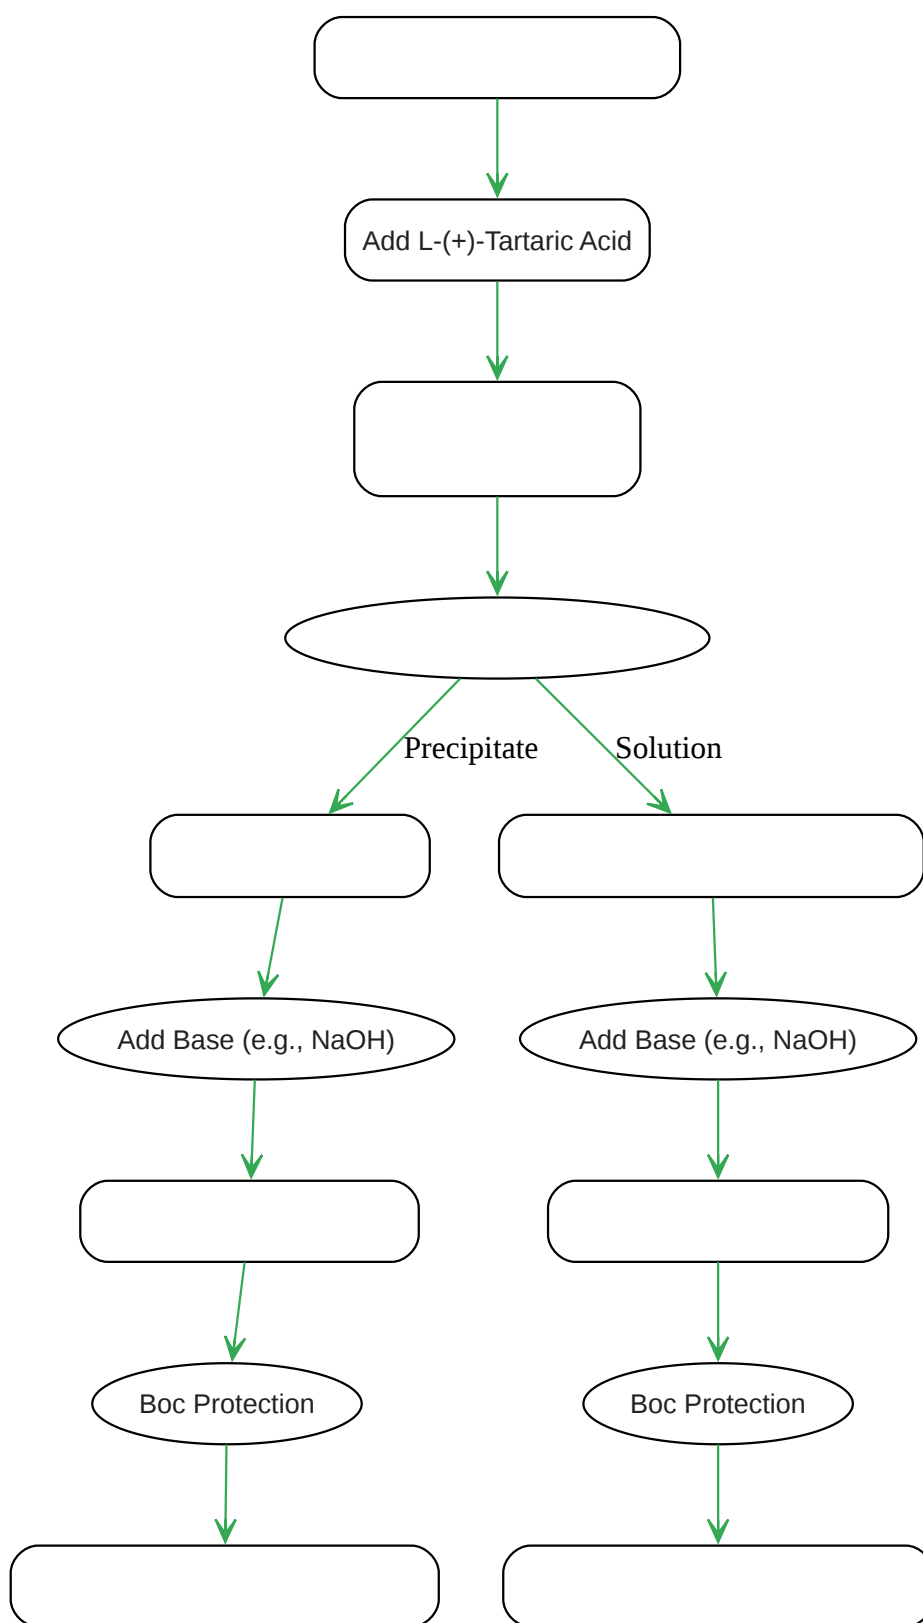 Add L-(+)-Tartaric Acid
Precipitate
Solution
Add Base (e.g., NaOH)
Add Base (e.g., NaOH)
Boc Protection
Boc Protection